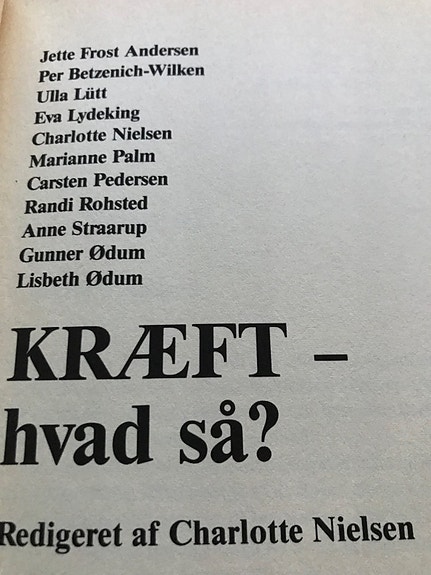 Jette Frost Andersen
Per Betzenich-Wilken
Ulla Lütt
Eva Lydeking
Charlotte Nielsen
Marianne Palm
Carsten Pedersen
Randi Rohsted
Anne Straarup
Gunner Ødum
Lisbeth Ødum
KRÆFT –
hvad så?
Redigeret af Charlotte Nielsen